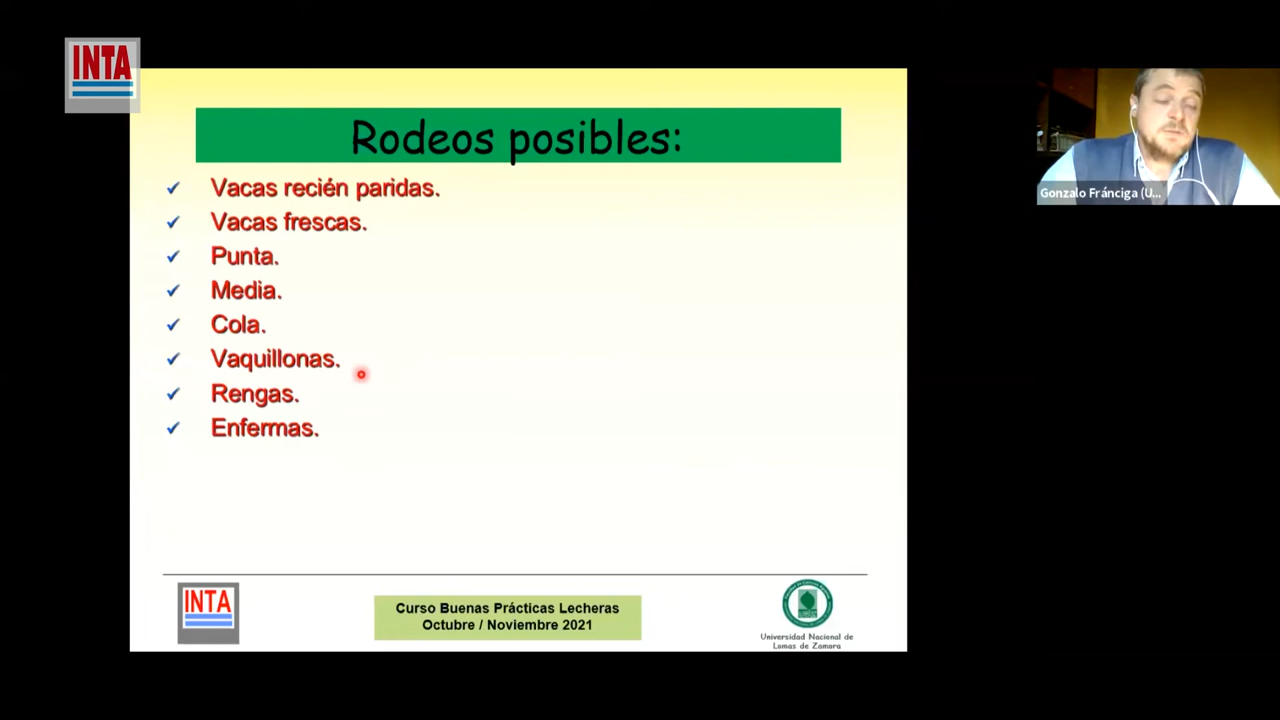 INTA
Rodeos posibles:
Vacas recién paridas.
Vacas frescas.
Punta.
Media.
Cola.
Vaquillonas.
Rengas.
Enfermas.
Gonzalo Fránciga (U...
INTA
Curso Buenas Prácticas Lecheras
Octubre / Noviembre 2021
Universidad Nacional de
Lomas de Zamora